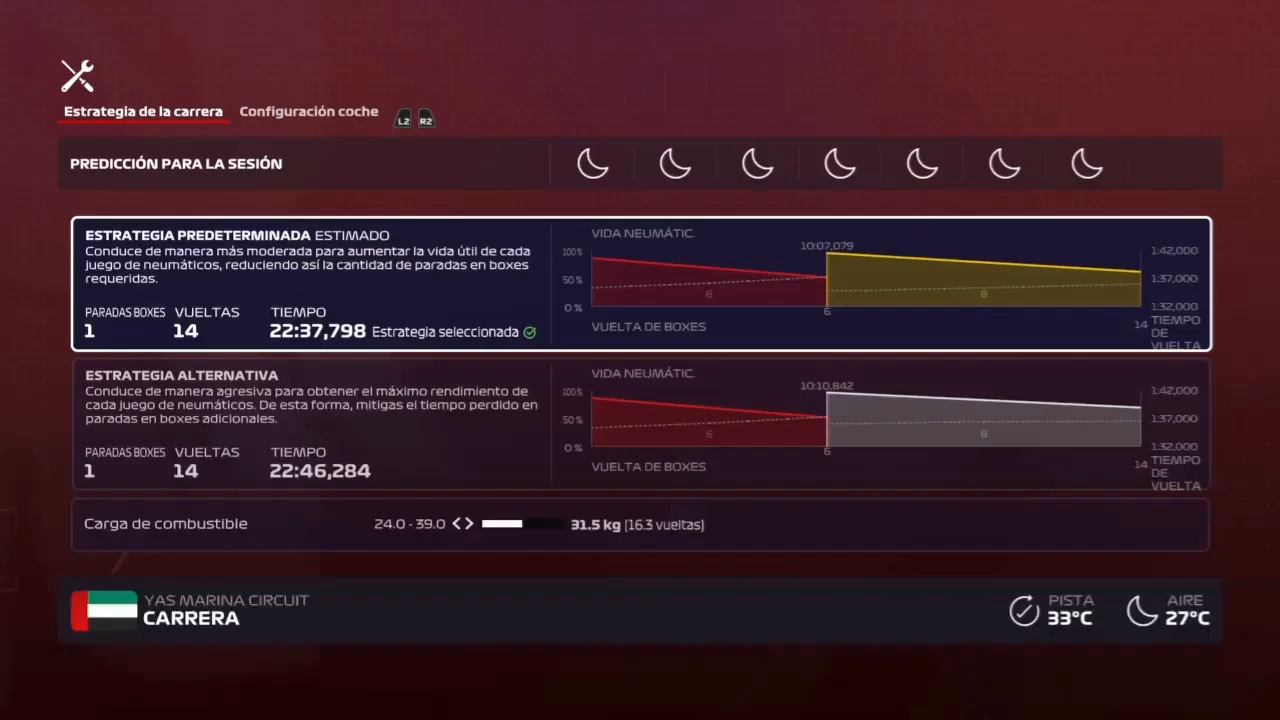 Estrategia de la carrera Configuración coche L2 R2
PREDICCIÓN PARA LA SESIÓN
ESTRATEGIA PREDETERMINADA ESTIMADO
Conduce de manera más moderada para aumentar la vida útil de cada
juego de neumáticos, reduciendo así la cantidad de paradas en boxes
requeridas.
PARADAS BOXES VUELTAS TIEMPO
1 14 22:37,798 Estrategia seleccionada
VIDA NEUMÁTIC.
10:07,079
100% 1:42,000
50% 1:37,000
6 8
0% 1:32,000
6
VUELTA DE BOXES 14 TIEMPO
DE
VUELTA
ESTRATEGIA ALTERNATIVA
Conduce de manera agresiva para obtener el máximo rendimiento de
cada juego de neumáticos. De esta forma, mitigas el tiempo perdido en
paradas en boxes adicionales.
PARADAS BOXES VUELTAS TIEMPO
1 14 22:46,284
VIDA NEUMÁTIC.
10:10,842
100% 1:42,000
50% 1:37,000
6 8
0% 1:32,000
6
VUELTA DE BOXES 14 TIEMPO
DE
VUELTA
Carga de combustible 24.0 - 39.0 <> 31.5 kg (16.3 vueltas)
YAS MARINA CIRCUIT
CARRERA
PISTA
33°C
AIRE
27°C